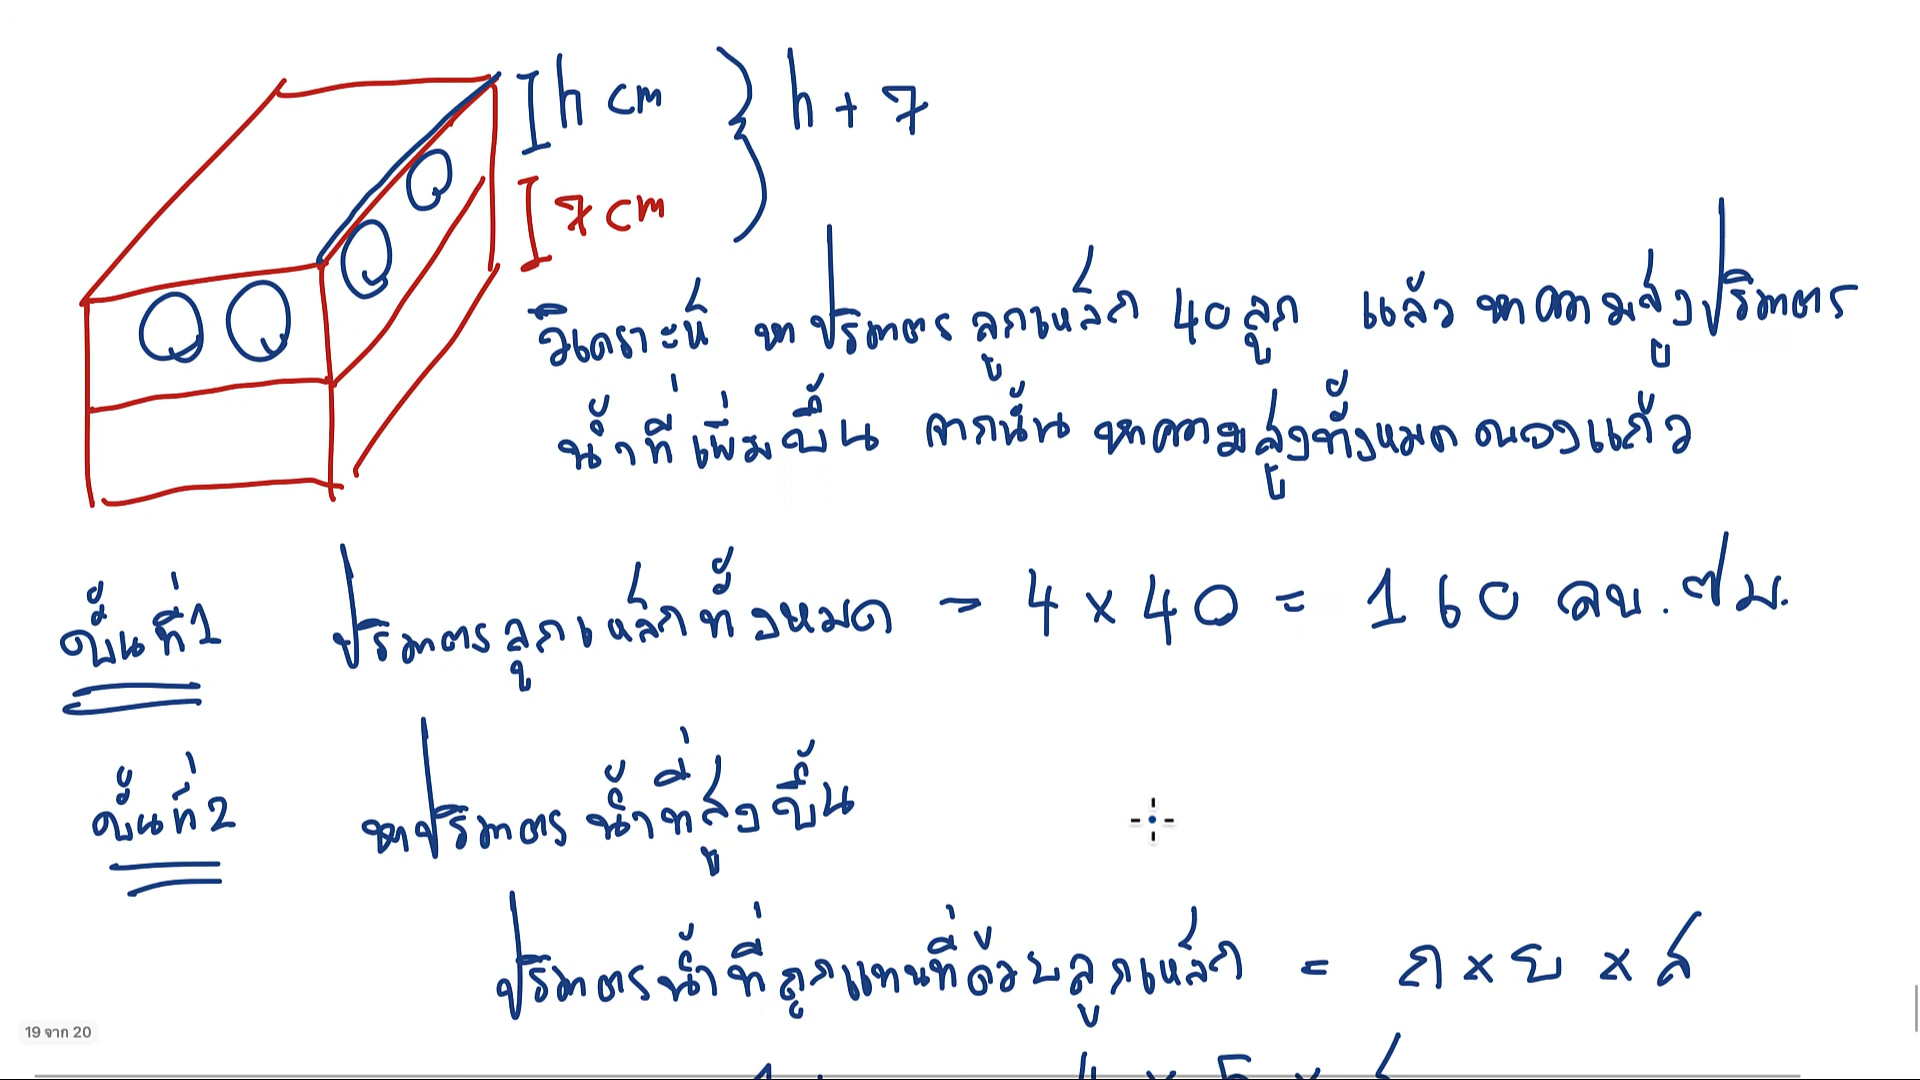 h cm } h + 7
7 cm
วิเคราะห์ หาปริมาตรลูกเหล็ก 40 ลูก แล้วหาความสูงปริมาตร
น้ำที่เพิ่มขึ้น จากนั้นหาความสูงทั้งหมดของแก้ว
ขั้นที่1 ปริมาตรลูกเหล็กทั้งหมด = 4 × 40 = 160 ลบ.ซม.
ขั้นที่2 หาปริมาตรน้ำที่สูงขึ้น
ปริมาตรน้ำที่ถูกแทนที่ด้วยลูกเหล็ก = ก × ย × ส
19 จาก 20